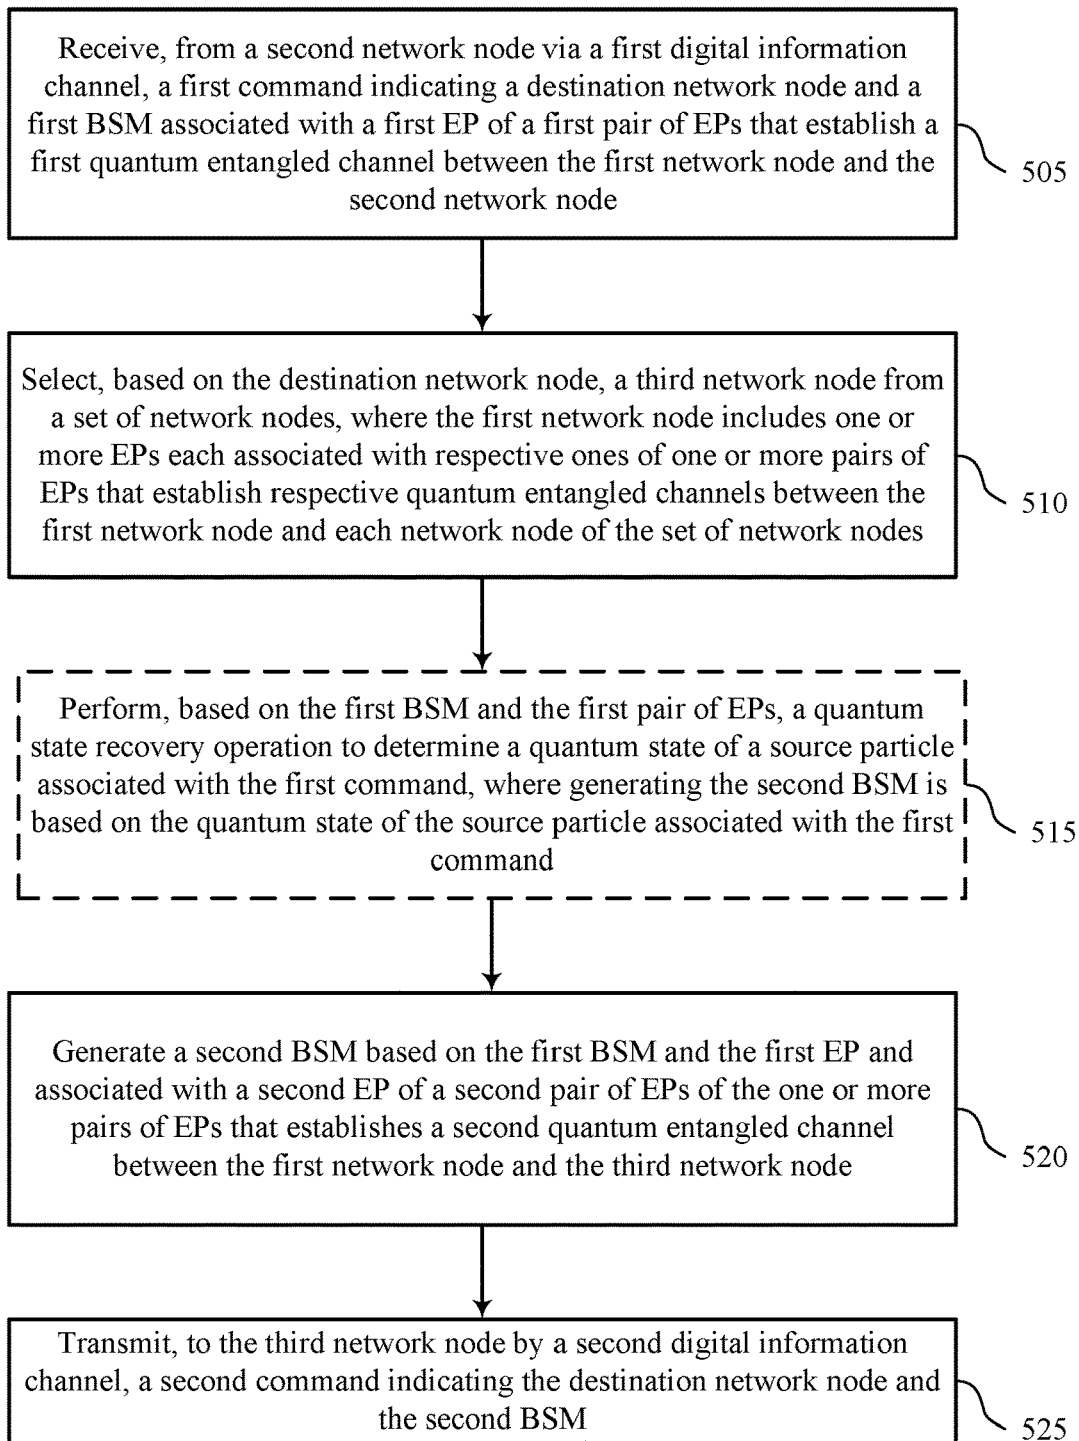 Receive, from a second network node via a first digital information
channel, a first command indicating a destination network node and a
first BSM associated with a first EP of a first pair of EPs that establish a
first quantum entangled channel between the first network node and the
second network node
505
Select, based on the destination network node, a third network node from
a set of network nodes, where the first network node includes one or
more EPs each associated with respective ones of one or more pairs of
EPs that establish respective quantum entangled channels between the
first network node and each network node of the set of network nodes
510
Perform, based on the first BSM and the first pair of EPs, a quantum
state recovery operation to determine a quantum state of a source particle
associated with the first command, where generating the second BSM is
based on the quantum state of the source particle associated with the first
command
515
Generate a second BSM based on the first BSM and the first EP and
associated with a second EP of a second pair of EPs of the one or more
pairs of EPs that establishes a second quantum entangled channel
between the first network node and the third network node
520
Transmit, to the third network node by a second digital information
channel, a second command indicating the destination network node and
the second BSM
525